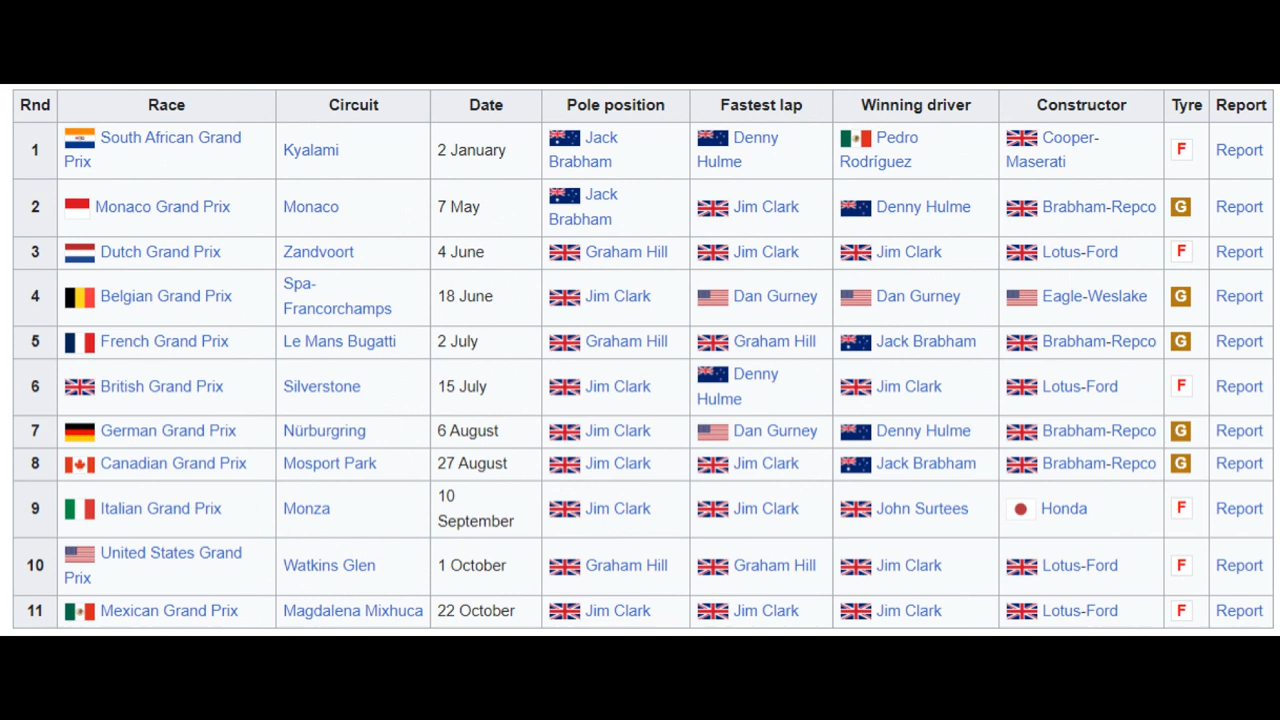 Rnd Race Circuit Date Pole position Fastest lap Winning driver Constructor Tyre Report
1 South African Grand Prix Kyalami 2 January Jack Brabham Denny Hulme Pedro Rodríguez Cooper-Maserati F Report
2 Monaco Grand Prix Monaco 7 May Jack Brabham Jim Clark Denny Hulme Brabham-Repco G Report
3 Dutch Grand Prix Zandvoort 4 June Graham Hill Jim Clark Jim Clark Lotus-Ford F Report
4 Belgian Grand Prix Spa-Francorchamps 18 June Jim Clark Dan Gurney Dan Gurney Eagle-Weslake G Report
5 French Grand Prix Le Mans Bugatti 2 July Graham Hill Graham Hill Jack Brabham Brabham-Repco G Report
6 British Grand Prix Silverstone 15 July Jim Clark Denny Hulme Jim Clark Lotus-Ford F Report
7 German Grand Prix Nürburgring 6 August Jim Clark Dan Gurney Denny Hulme Brabham-Repco G Report
8 Canadian Grand Prix Mosport Park 27 August Jim Clark Jim Clark Jack Brabham Brabham-Repco G Report
9 Italian Grand Prix Monza 10 September Jim Clark Jim Clark John Surtees Honda F Report
10 United States Grand Prix Watkins Glen 1 October Graham Hill Graham Hill Jim Clark Lotus-Ford F Report
11 Mexican Grand Prix Magdalena Mixhuca 22 October Jim Clark Jim Clark Jim Clark Lotus-Ford F Report